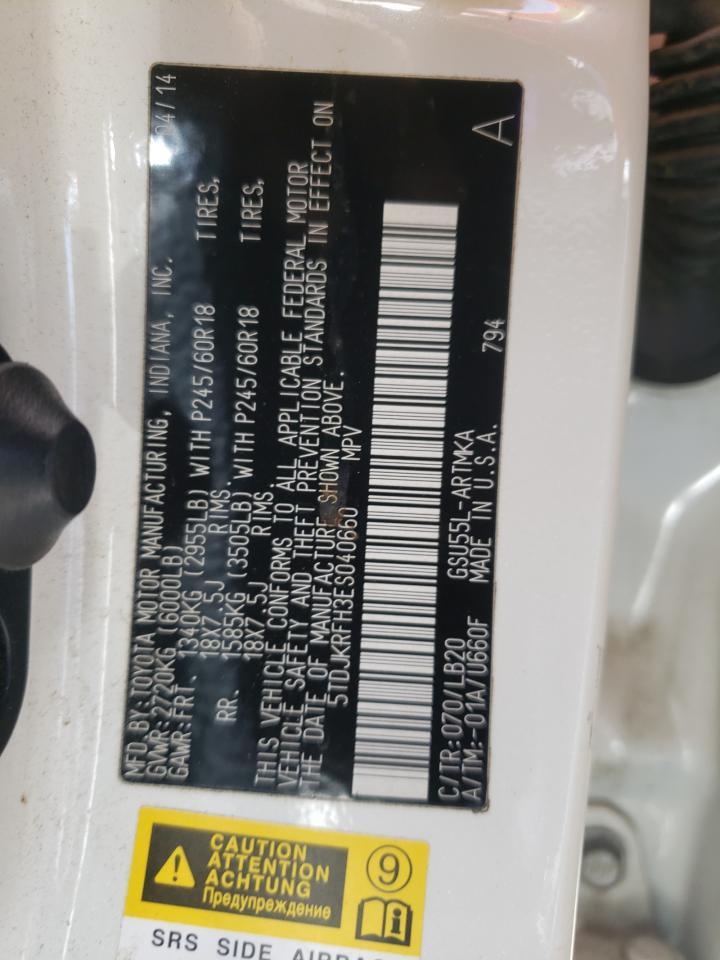 MFD.BY:TOYOTA MOTOR MANUFACTURING, INDIANA, INC. 04/14
GVWR:2720KG (6000LB)
GAWR:FRT. 1340KG (2955LB) WITH P245/60R18 TIRES,
18X7.5J RIMS.
RR. 1585KG (3505LB) WITH P245/60R18 TIRES,
18X7.5J RIMS.
THIS VEHICLE CONFORMS TO ALL APPLICABLE FEDERAL MOTOR
VEHICLE SAFETY AND THEFT PREVENTION STANDARDS IN EFFECT ON
THE DATE OF MANUFACTURE SHOWN ABOVE.
5TDJKRFH3ES040660 MPV
C/TR:070/LB20 GSU55L-ARTMKA 794 A
A/TM:-01A/U660F MADE IN U.S.A.
CAUTION
ATTENTION
ACHTUNG
Предупреждение
9
i
SRS SIDE